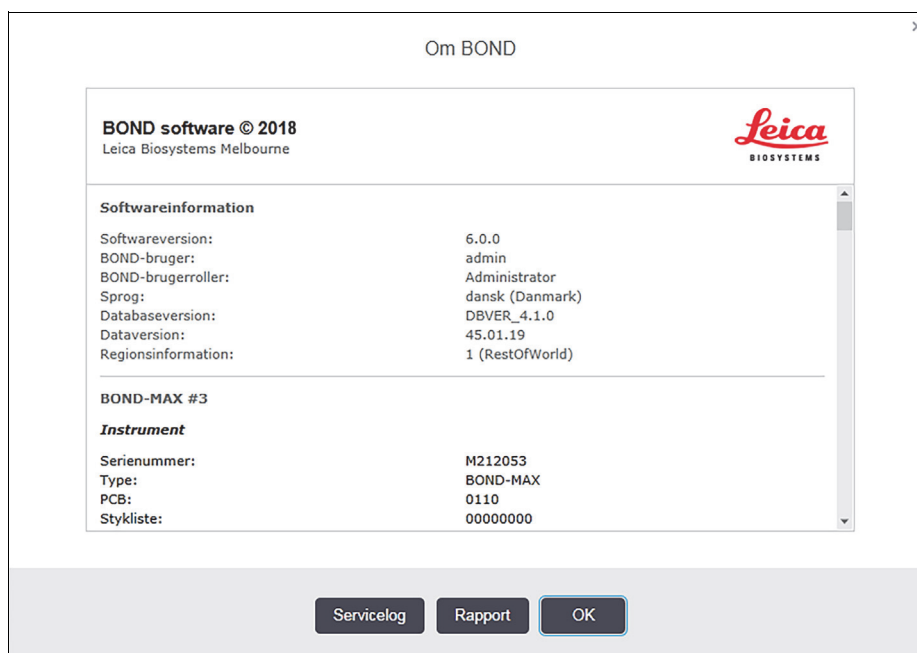 Om BOND
BOND software © 2018
Leica Biosystems Melbourne
Leica
BIOSYSTEMS
Softwareinformation
Softwareversion: 6.0.0
BOND-bruger: admin
BOND-brugerroller: Administrator
Sprog: dansk (Danmark)
Databaseversion: DBVER_4.1.0
Dataversion: 45.01.19
Regionsinformation: 1 (RestOfWorld)
BOND-MAX #3
Instrument
Serienummer: M212053
Type: BOND-MAX
PCB: 0110
Stykliste: 00000000
Servicelog Rapport OK